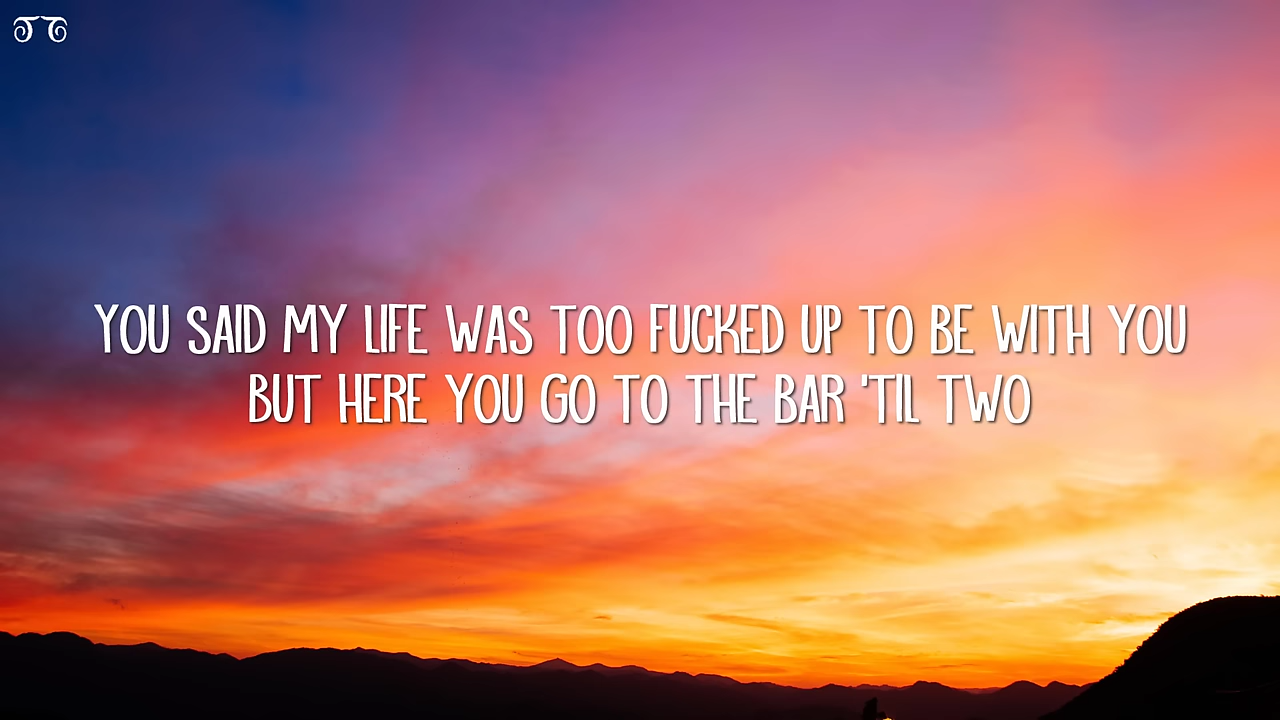 YOU SAID MY LIFE WAS TOO FUCKED UP TO BE WITH YOU
BUT HERE YOU GO TO THE BAR 'TIL TWO